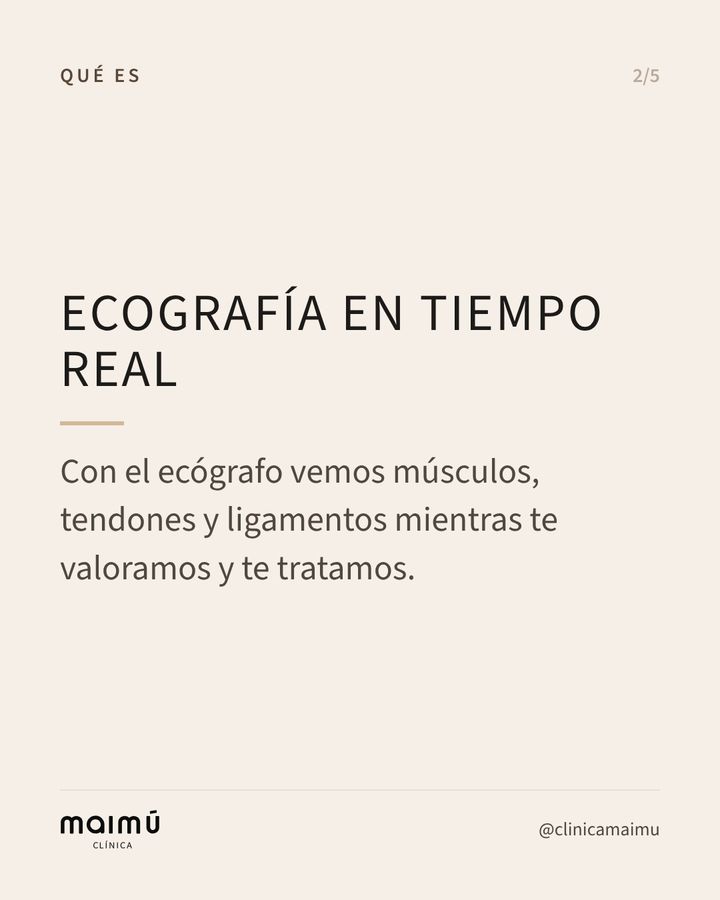 QUÉ ES
2/5
ECOGRAFÍA EN TIEMPO
REAL
Con el ecógrafo vemos músculos,
tendones y ligamentos mientras te
valoramos y te tratamos.
maimú
CLÍNICA
@clinicamaimu